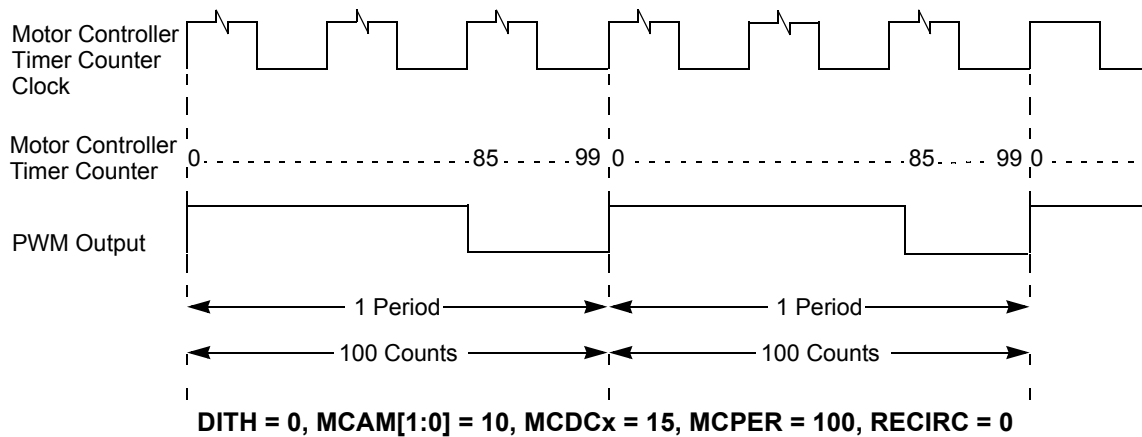 Motor Controller
Timer Counter
Clock
Motor Controller
Timer Counter
0 85 99 0 85 99 0
PWM Output
1 Period 1 Period
100 Counts 100 Counts
DITH = 0, MCAM[1:0] = 10, MCDCx = 15, MCPER = 100, RECIRC = 0